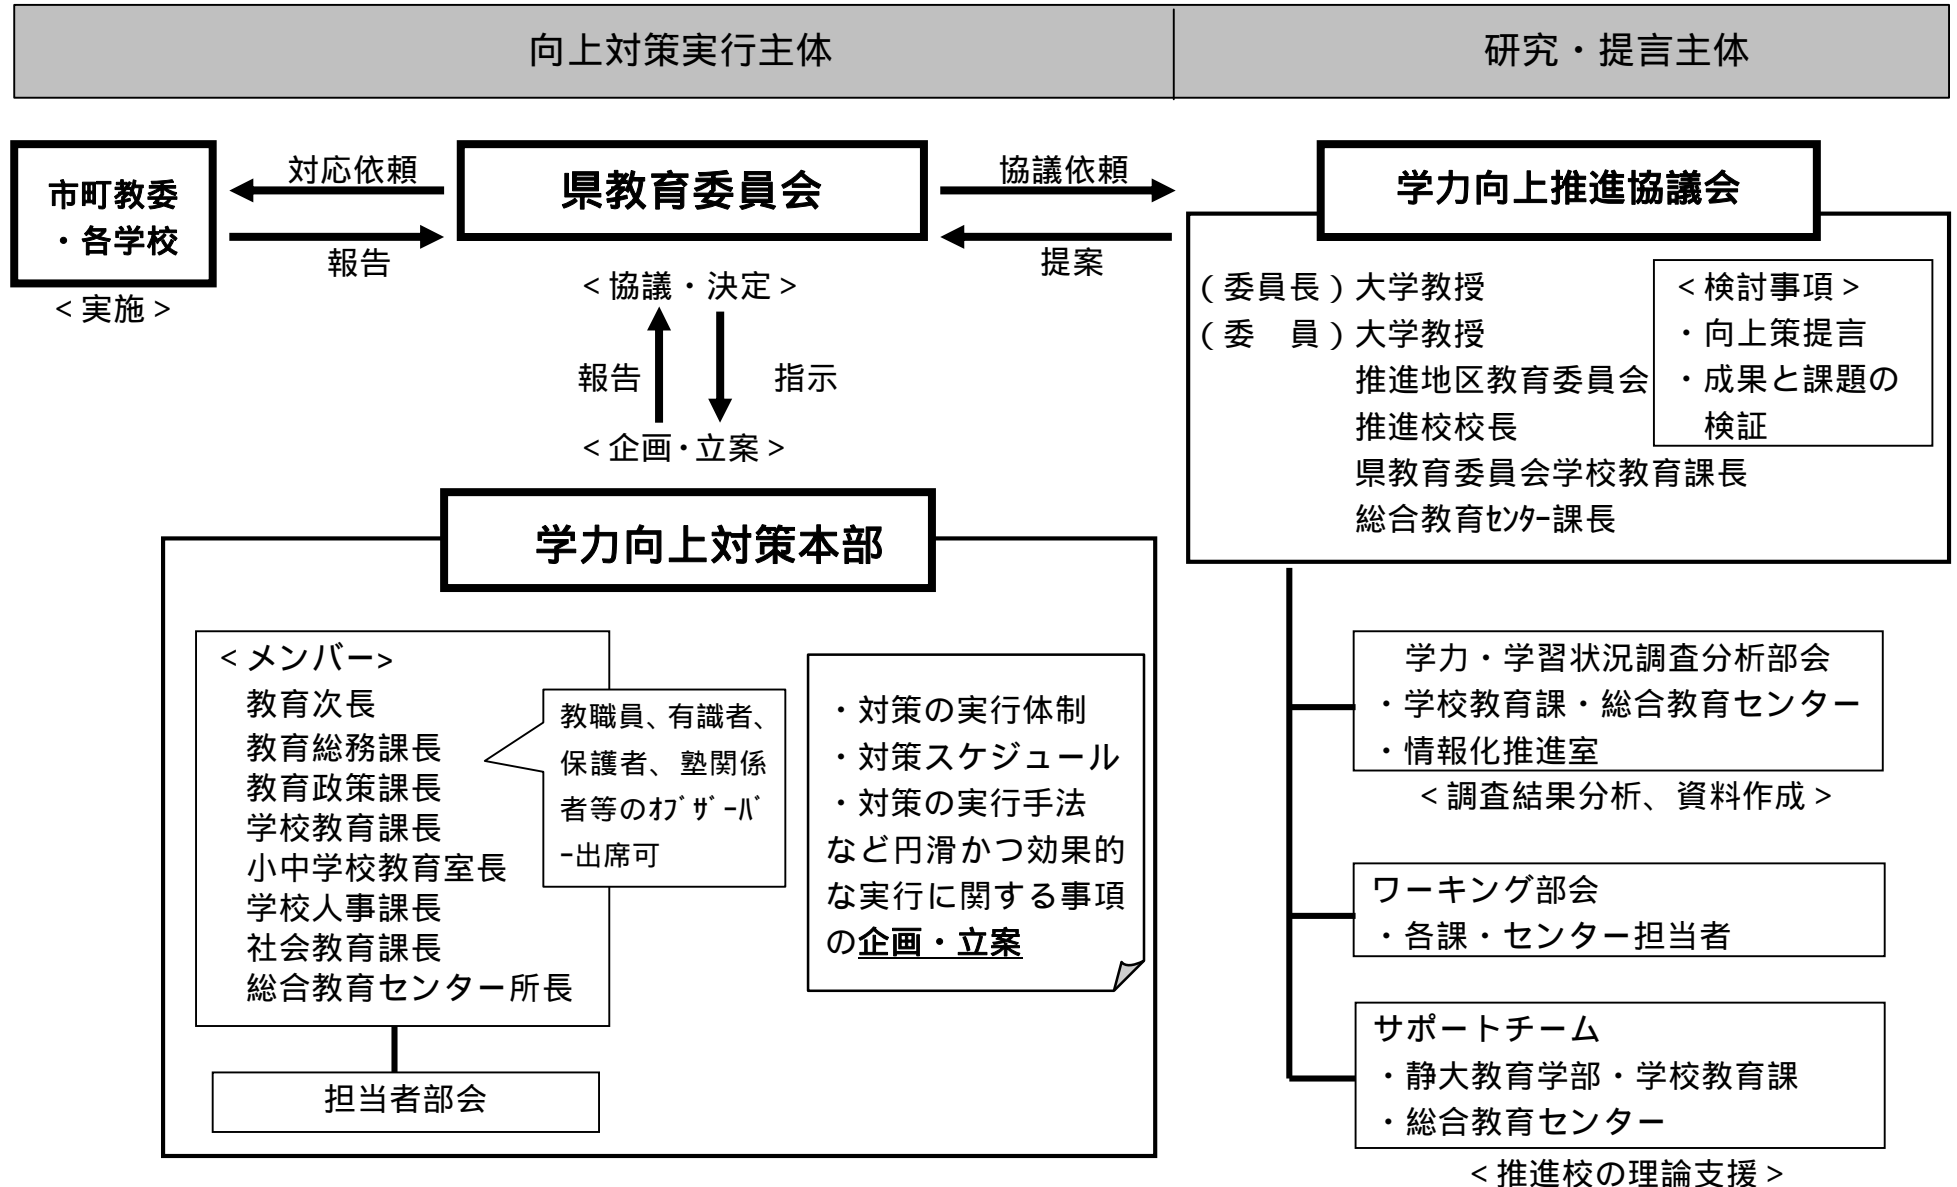 向上対策実行主体
研究・提言主体
市町教委
・各学校
<実施>
対応依頼
報告
県教育委員会
<協議・決定>
協議依頼
提案
報告
指示
<企画・立案>
学力向上推進協議会
(委員長)大学教授
(委　員)大学教授
推進地区教育委員会
推進校校長
県教育委員会学校教育課長
総合教育ｾﾝﾀｰ課長
<検討事項>
・向上策提言
・成果と課題の
検証
学力向上対策本部
<メンバー>
教育次長
教育総務課長
教育政策課長
学校教育課長
小中学校教育室長
学校人事課長
社会教育課長
総合教育センター所長
教職員、有識者、
保護者、塾関係
者等のｵﾌﾞｻﾞｰﾊﾞ
ｰ出席可
担当者部会
・対策の実行体制
・対策スケジュール
・対策の実行手法
など円滑かつ効果的
な実行に関する事項
の企画・立案
学力・学習状況調査分析部会
・学校教育課・総合教育センター
・情報化推進室
<調査結果分析、資料作成>
ワーキング部会
・各課・センター担当者
サポートチーム
・静大教育学部・学校教育課
・総合教育センター
<推進校の理論支援>